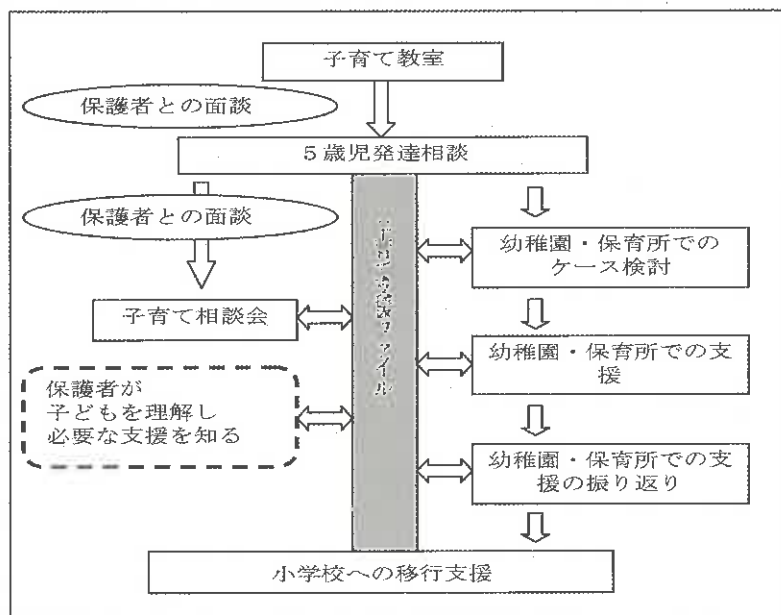 子育て教室
保護者との面談
5歳児発達相談
保護者との面談
幼稚園・保育所での
ケース検討
子育て相談会
幼稚園・保育所での支
援
保護者が
子どもを理解し
必要な支援を知る
幼稚園・保育所での支
援の振り返り
小学校への移行支援